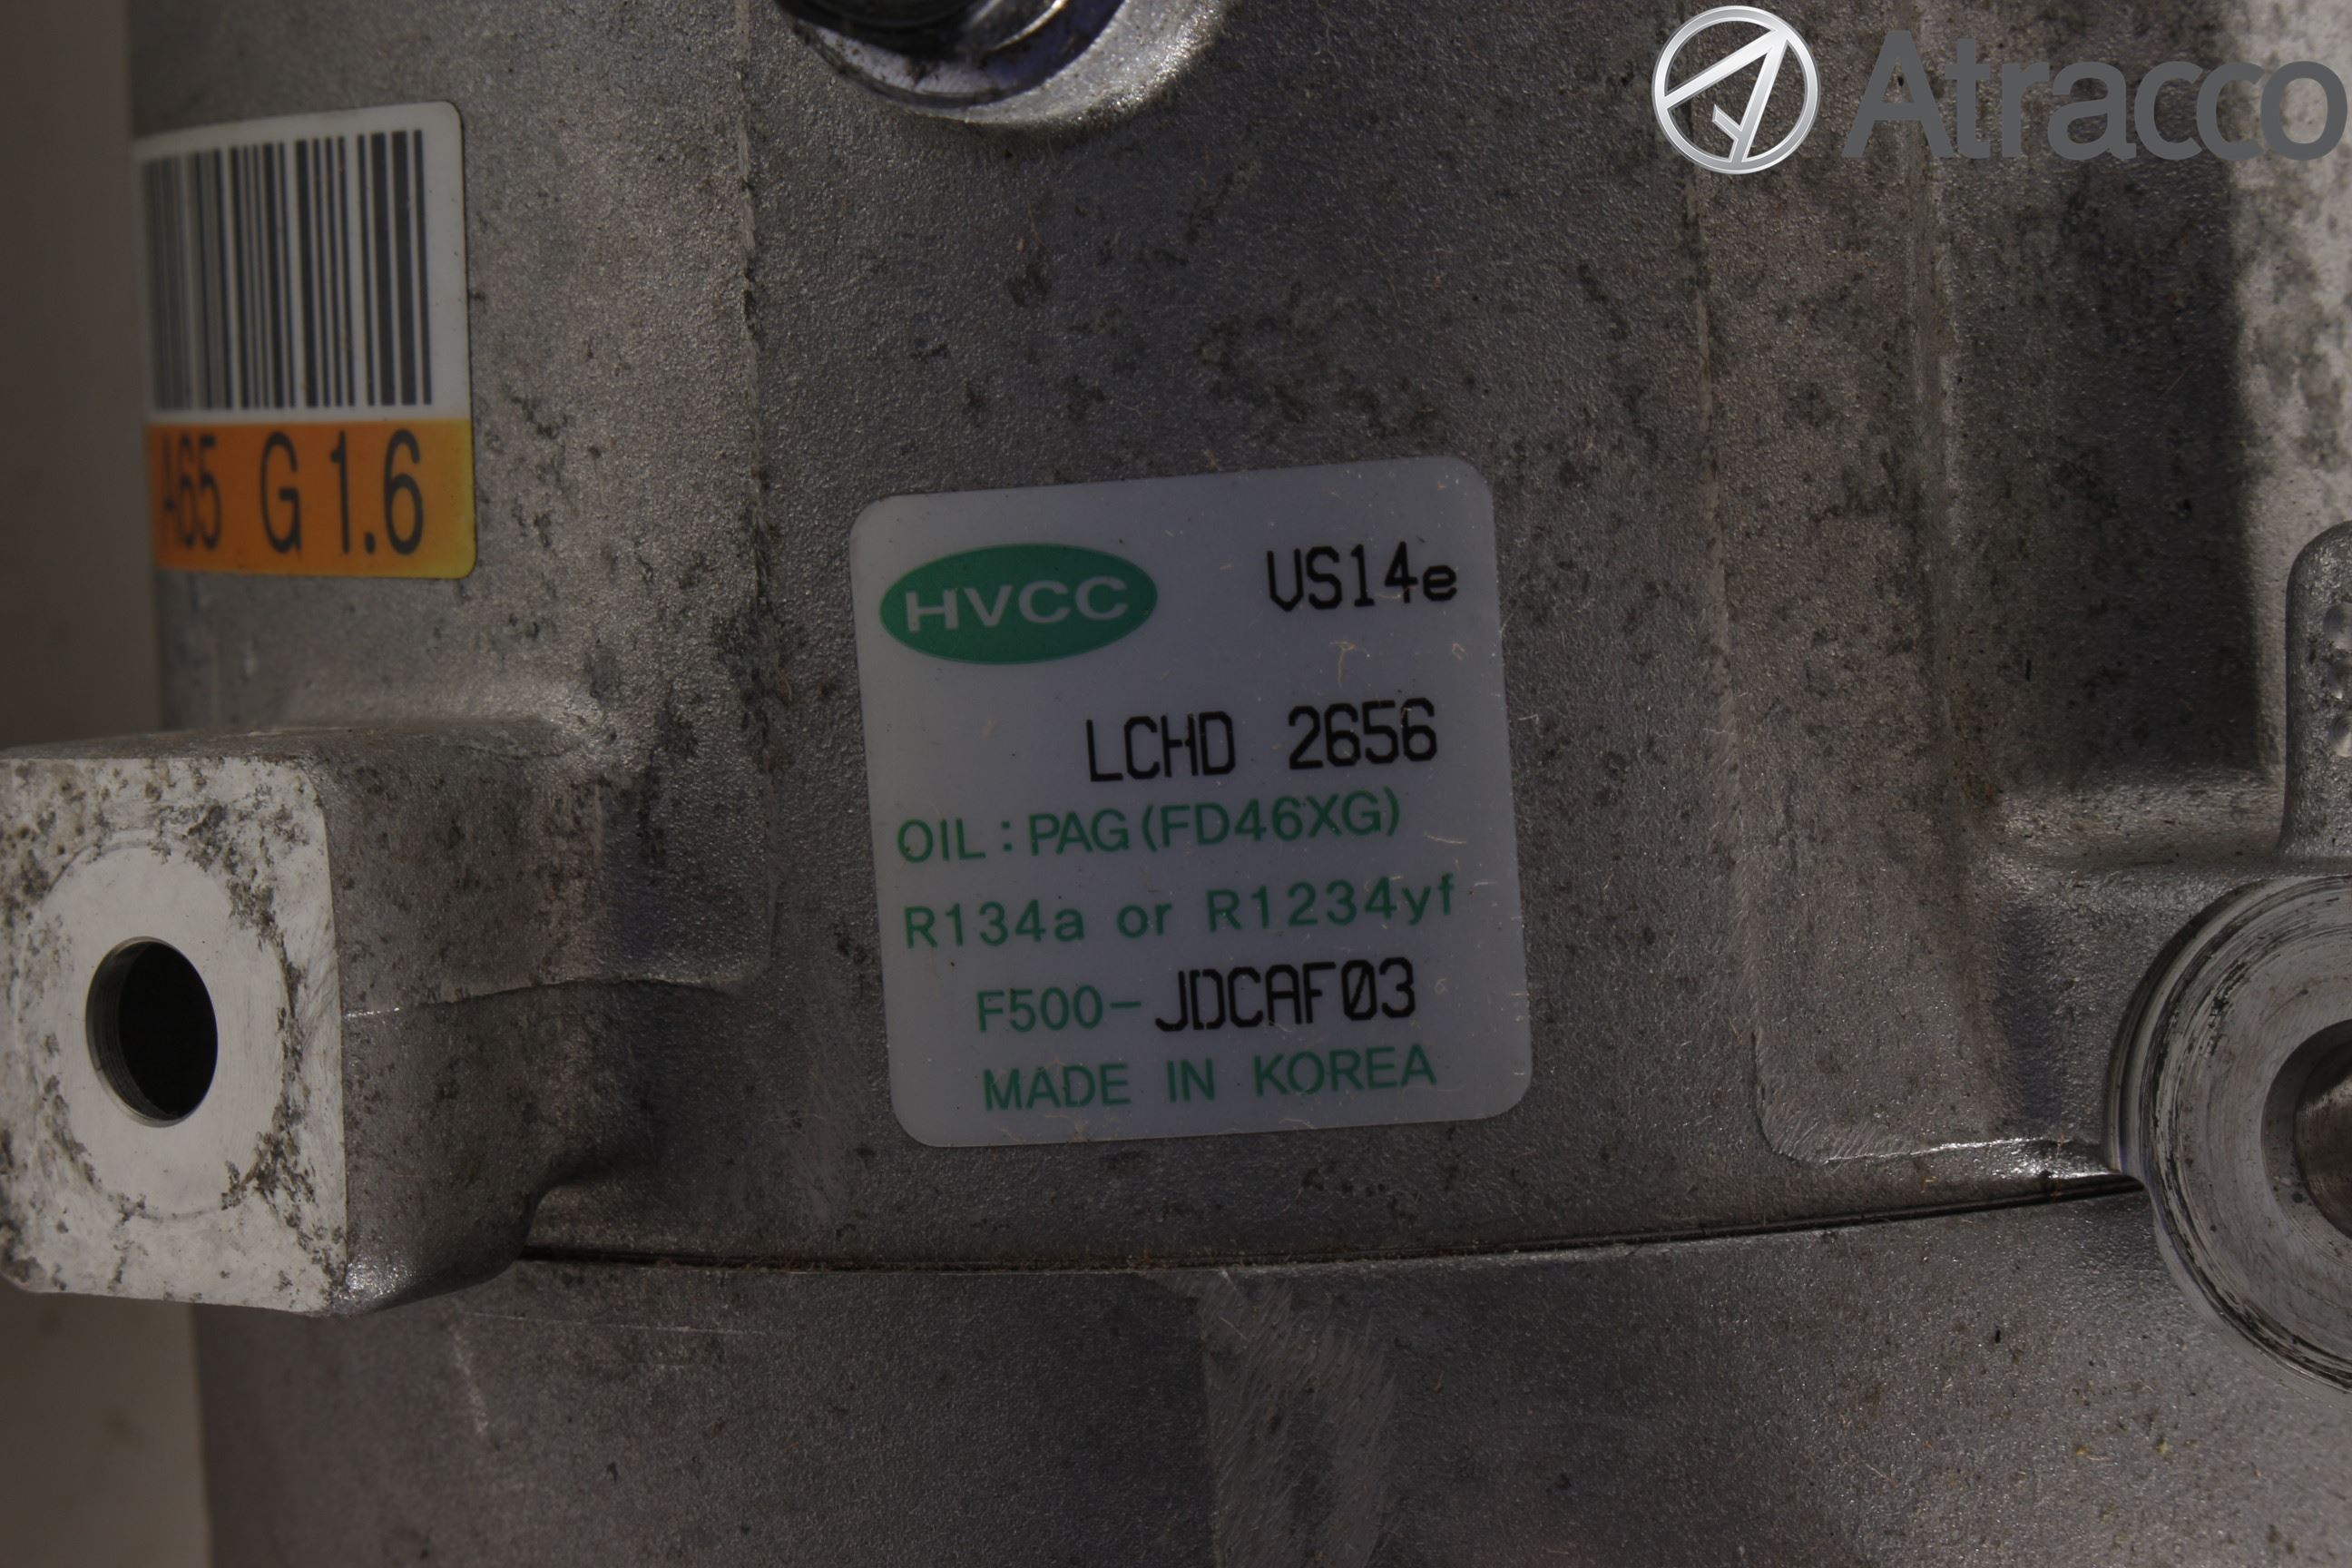 Atracco
A65 G 1.6
HVCC VS14e
LCHD 2656
OIL : PAG (FD46XG)
R134a or R1234yf
F500-JDCAF03
MADE IN KOREA